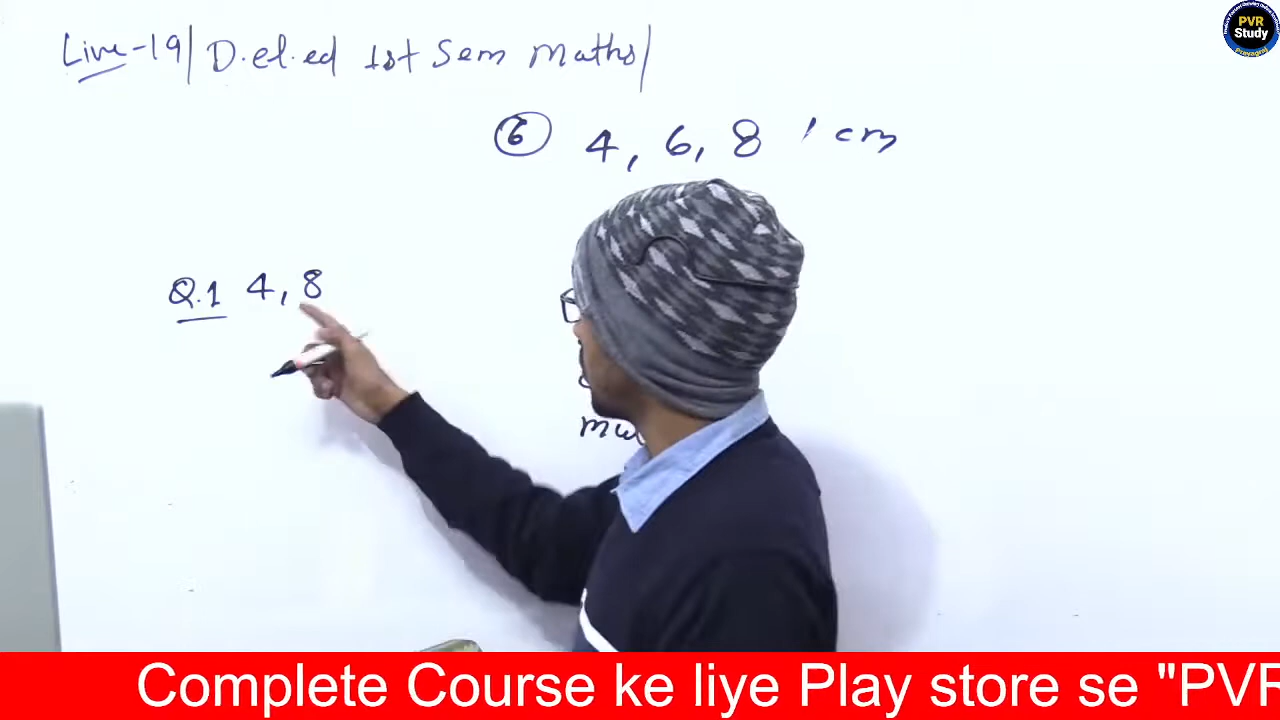 Live-19| D.el.ed 1st Sem Maths|
PVR
Study
Prayagraj
⑥ 4, 6, 8 , cm
Q.1 4, 8
Complete Course ke liye Play store se "PVR